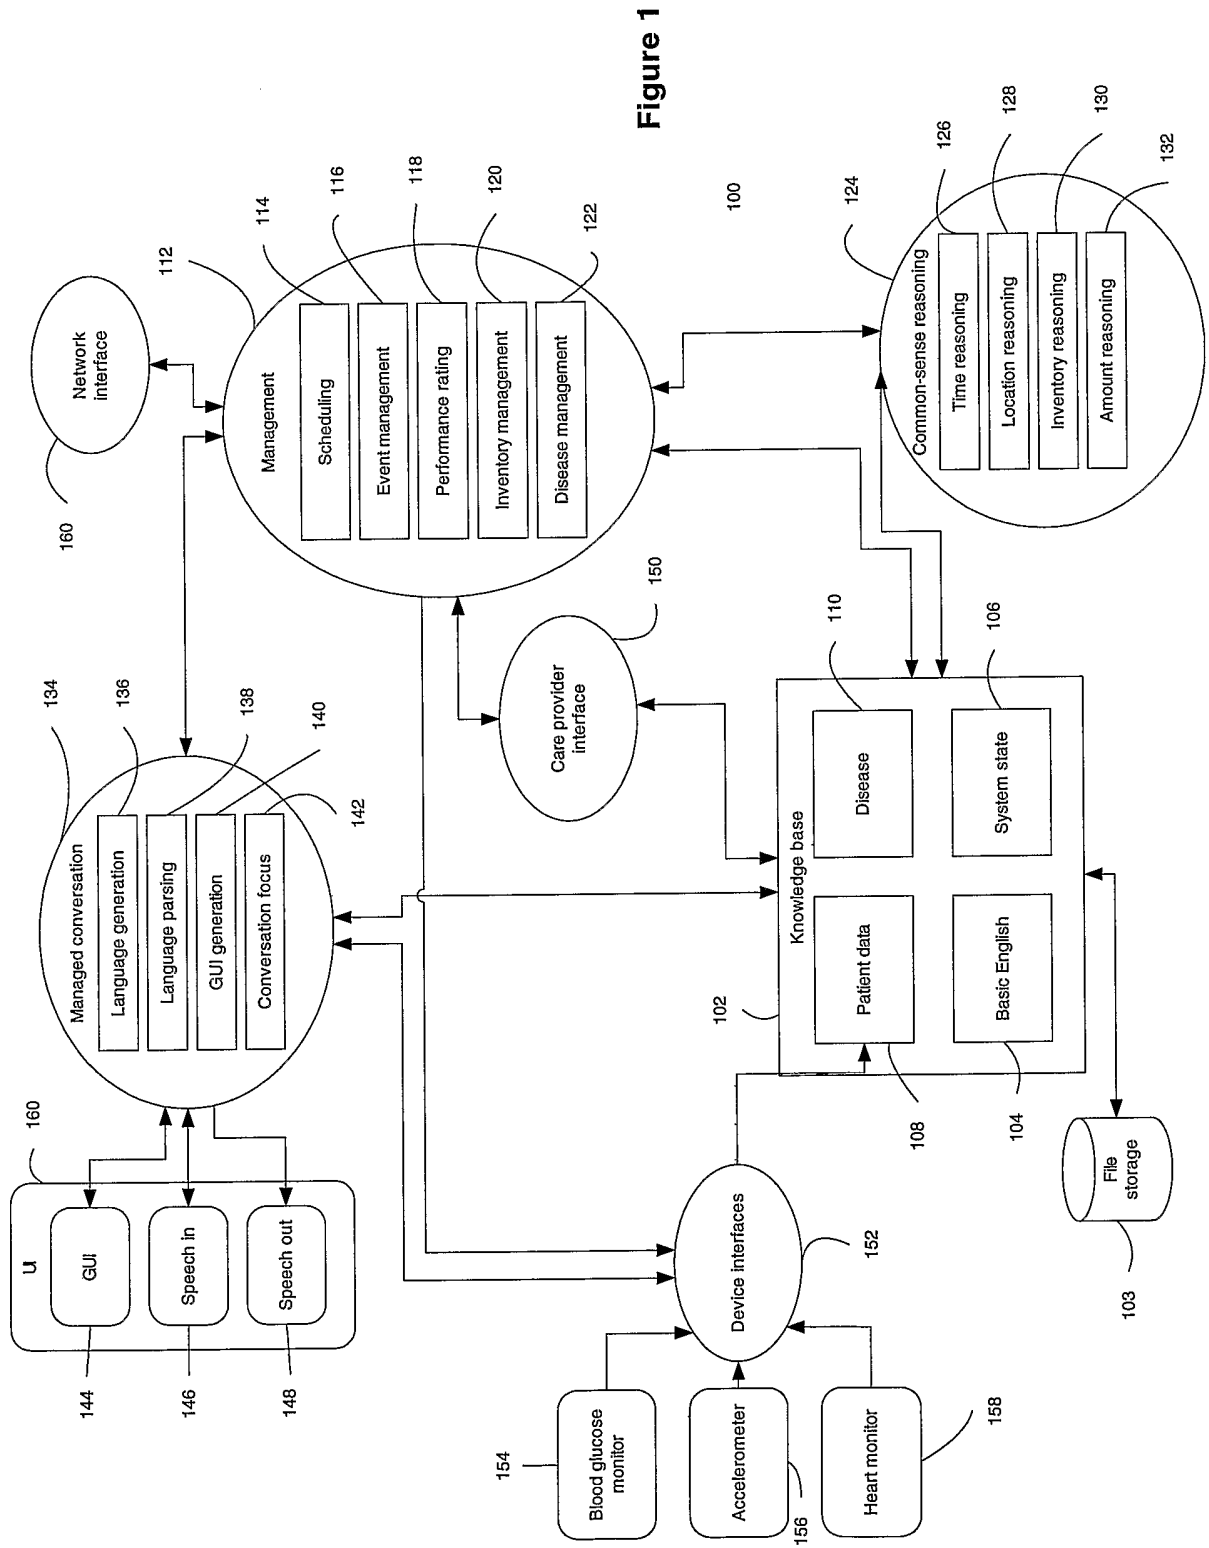 Figure 1
100
160
Network
interface
112
Management
Scheduling
114
Event management
116
Performance rating
118
Inventory management
120
Disease management
122
124
Common-sense reasoning
Time reasoning
126
Location reasoning
128
Inventory reasoning
130
Amount reasoning
132
134
Managed conversation
Language generation
136
Language parsing
138
GUI generation
140
Conversation focus
142
160
UI
GUI
144
Speech in
146
Speech out
148
Care provider
interface
150
102
Knowledge base
Patient data
108
Disease
110
Basic English
104
System state
106
File
storage
103
Device interfaces
152
Blood glucose
monitor
154
Accelerometer
156
Heart monitor
158